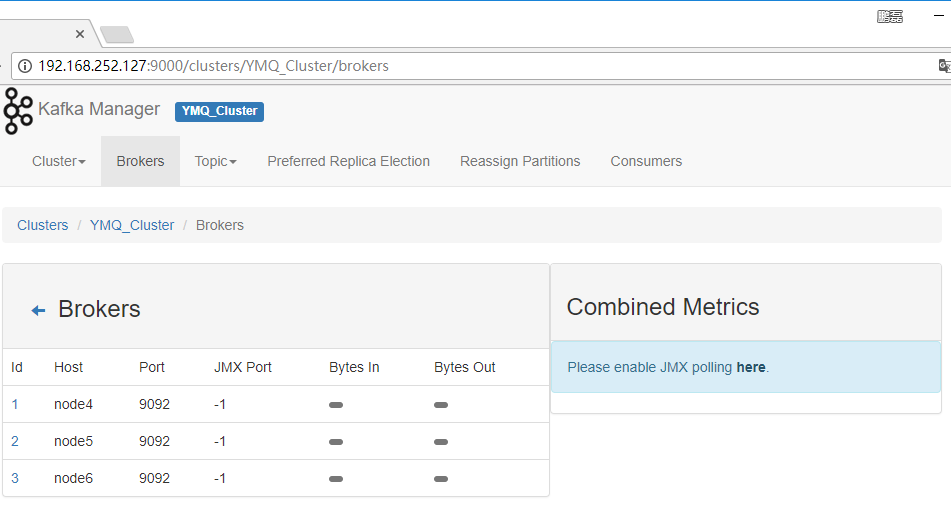 鹏磊
192.168.252.127:9000/clusters/YMQ_Cluster/brokers
Kafka Manager YMQ_Cluster
Cluster Brokers Topic Preferred Replica Election Reassign Partitions Consumers
Clusters / YMQ_Cluster / Brokers
Brokers
Id Host Port JMX Port Bytes In Bytes Out
1 node4 9092 -1
2 node5 9092 -1
3 node6 9092 -1
Combined Metrics
Please enable JMX polling here.